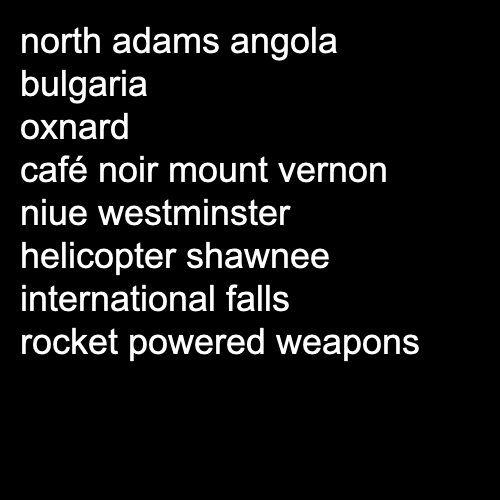 north adams angola
bulgaria
oxnard
café noir mount vernon
niue westminster
helicopter shawnee
international falls
rocket powered weapons